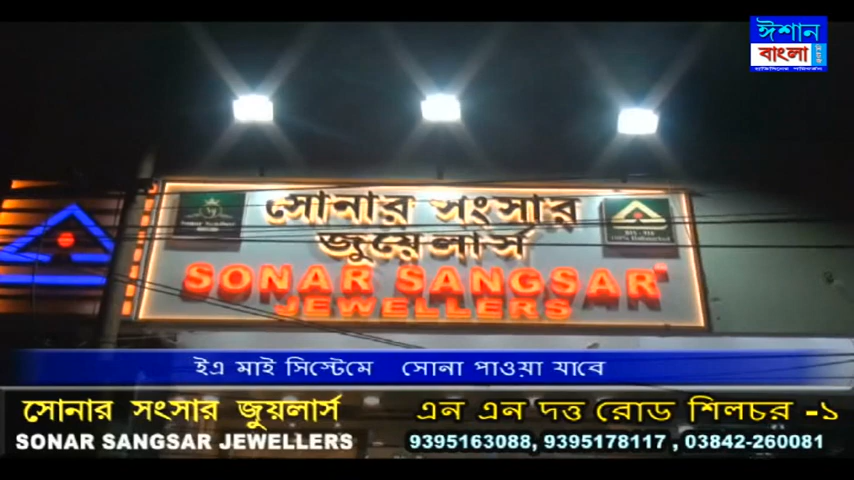 ঈশান
বাংলা
সোনার সংসার
জুয়েলার্স
SONAR SANGSAR
JEWELLERS
ইএ মাই সিস্টেমে সোনা পাওয়া যাবে
সোনার সংসার জুয়লার্স
SONAR SANGSAR JEWELLERS
এন এন দত্ত রোড শিলচর -১
9395163088, 9395178117 , 03842-260081